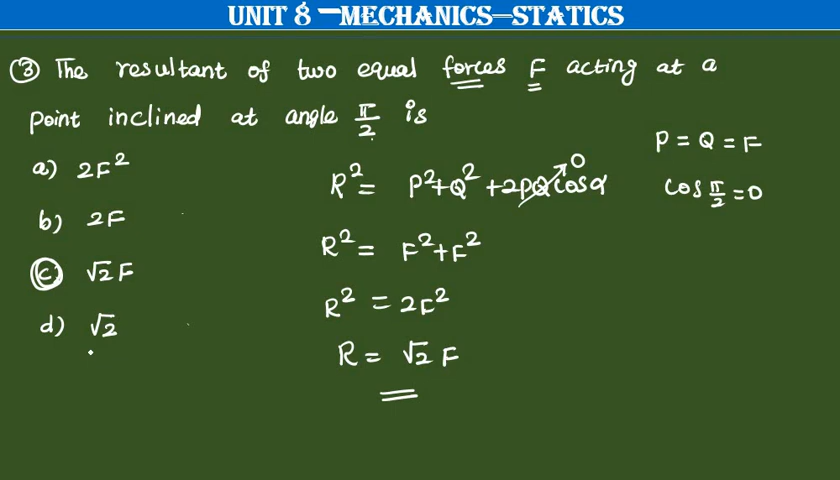 UNIT 8 – MECHANICS–STATICS
③ The resultant of two equal forces F acting at a
point inclined at angle π/2 is
a) 2F²
b) 2F
c) √2 F
d) √2
R² = P² + Q² + 2PQ cos α 0
R² = F² + F²
R² = 2F²
R = √2 F
P = Q = F
cos π/2 = 0